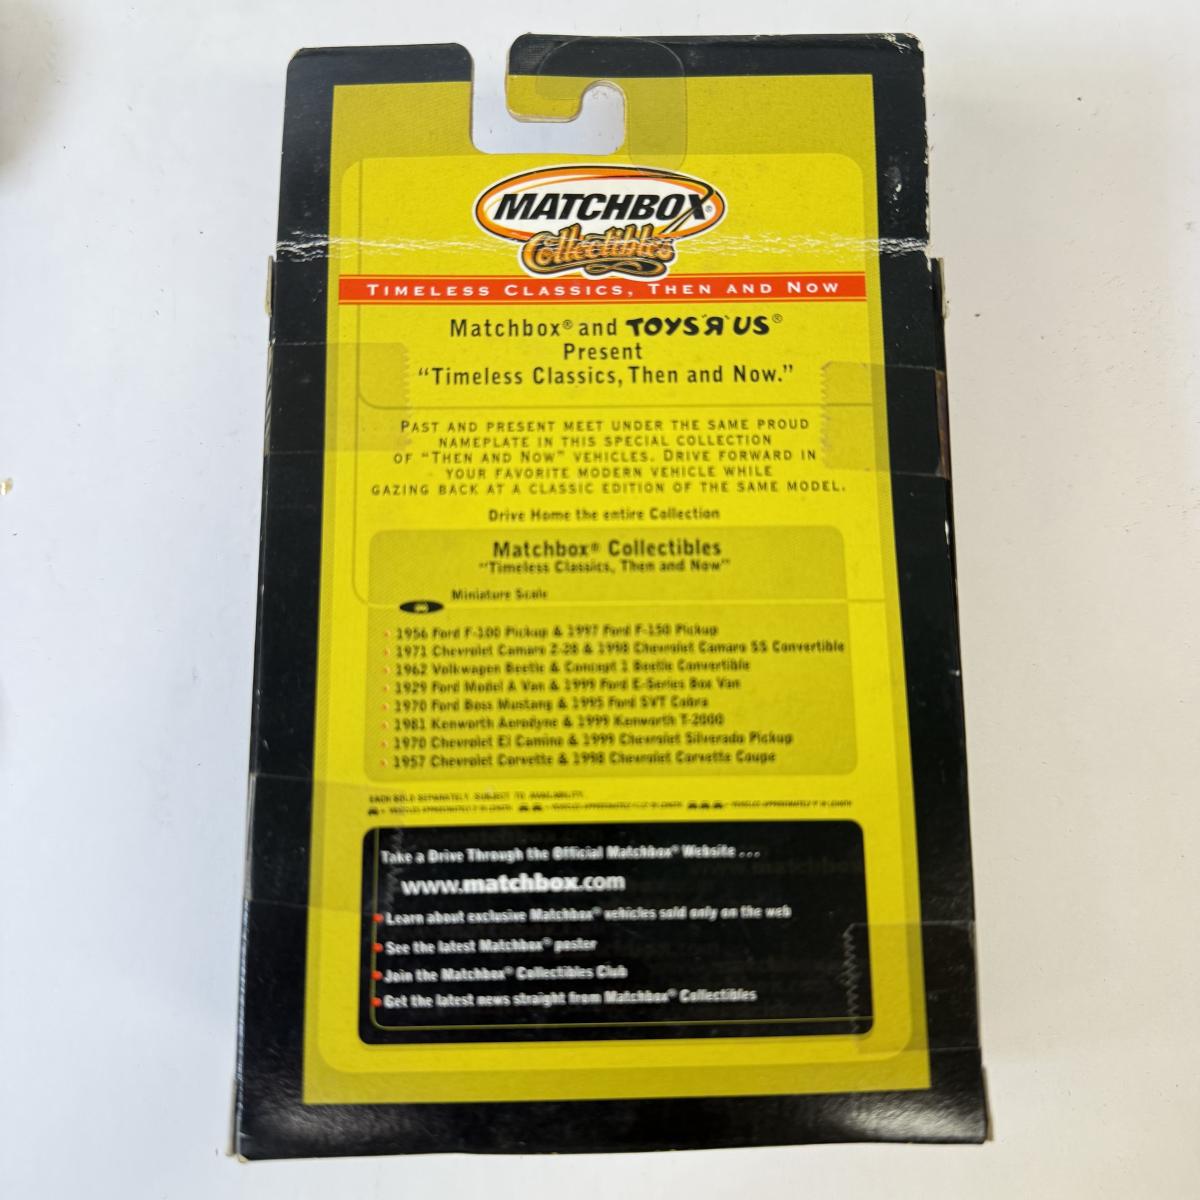 MATCHBOX®
Collectibles
TIMELESS CLASSICS, THEN AND NOW
Matchbox® and TOYS"R"US®
Present
“Timeless Classics, Then and Now.”
PAST AND PRESENT MEET UNDER THE SAME PROUD
NAMEPLATE IN THIS SPECIAL COLLECTION
OF “THEN AND NOW” VEHICLES. DRIVE FORWARD IN
YOUR FAVORITE MODERN VEHICLE WHILE
GAZING BACK AT A CLASSIC EDITION OF THE SAME MODEL.
Drive Home the entire Collection
Matchbox® Collectibles
“Timeless Classics, Then and Now”
Miniature Scale
• 1956 Ford F-100 Pickup & 1997 Ford F-150 Pickup
• 1971 Chevrolet Camaro Z-28 & 1998 Chevrolet Camaro SS Convertible
• 1962 Volkwagen Beetle & Concept 1 Beetle Convertible
• 1929 Ford Model A Van & 1999 Ford E-Series Box Van
• 1970 Ford Boss Mustang & 1995 Ford SVT Cobra
• 1981 Kenworth Aerodyne & 1999 Kenworth T-2000
• 1970 Chevrolet El Camino & 1999 Chevrolet Silverado Pickup
• 1957 Chevrolet Corvette & 1998 Chevrolet Corvette Coupe
EACH SOLD SEPARATELY. SUBJECT TO AVAILABILITY.
Take a Drive Through the Official Matchbox® Website ...
www.matchbox.com
• Learn about exclusive Matchbox® vehicles sold only on the web
• See the latest Matchbox® poster
• Join the Matchbox® Collectibles Club
• Get the latest news straight from Matchbox® Collectibles